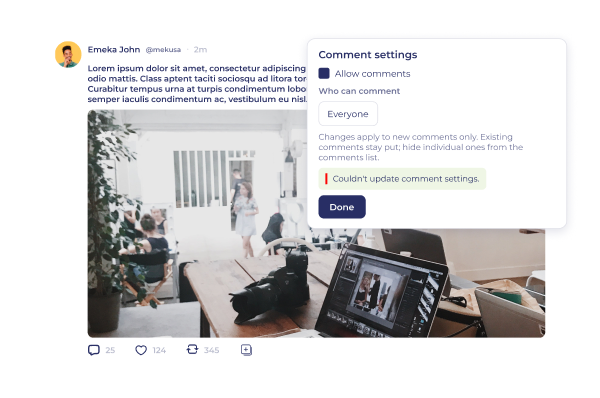 Emeka John @mekusa · 2m
Lorem ipsum dolor sit amet, consectetur adipiscing
odio mattis. Class aptent taciti sociosqu ad litora
Curabitur tempus urna at turpis condimentum
semper iaculis condimentum ac, vestibulum eu nisl.
Comment settings
Allow comments
Who can comment
Everyone
Changes apply to new comments only. Existing
comments stay put; hide individual ones from the
comments list.
Couldn't update comment settings.
Done
25 124 345